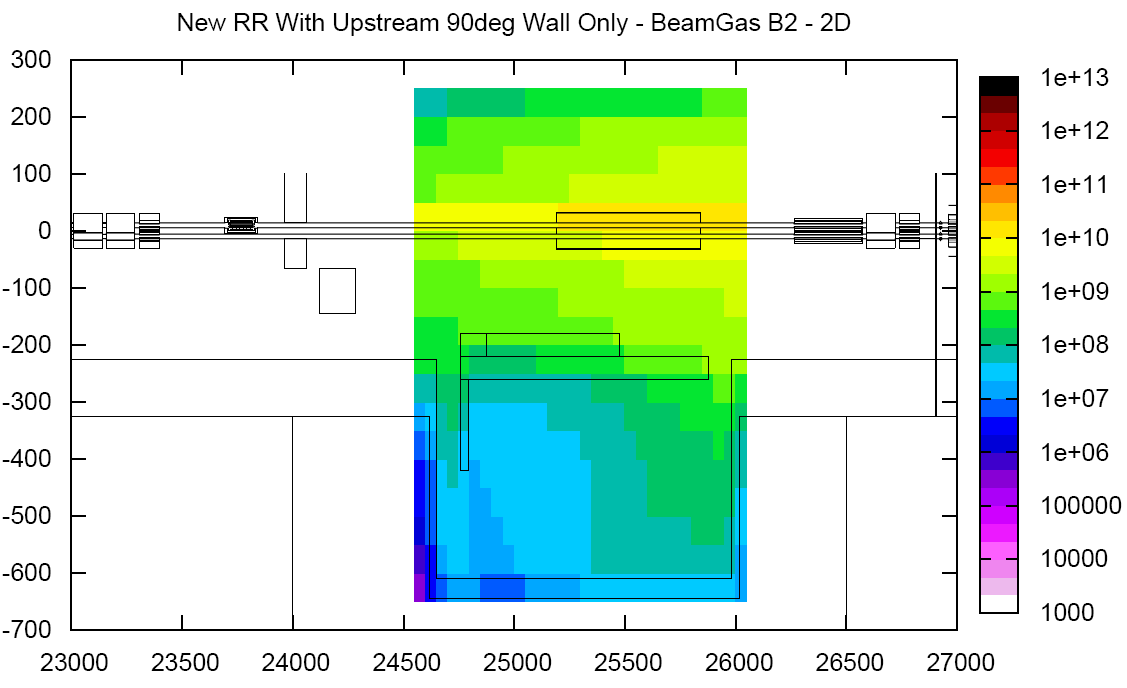 New RR With Upstream 90deg Wall Only - BeamGas B2 - 2D
300
200
100
0
-100
-200
-300
-400
-500
-600
-700
23000 23500 24000 24500 25000 25500 26000 26500 27000
1e+13
1e+12
1e+11
1e+10
1e+09
1e+08
1e+07
1e+06
100000
10000
1000